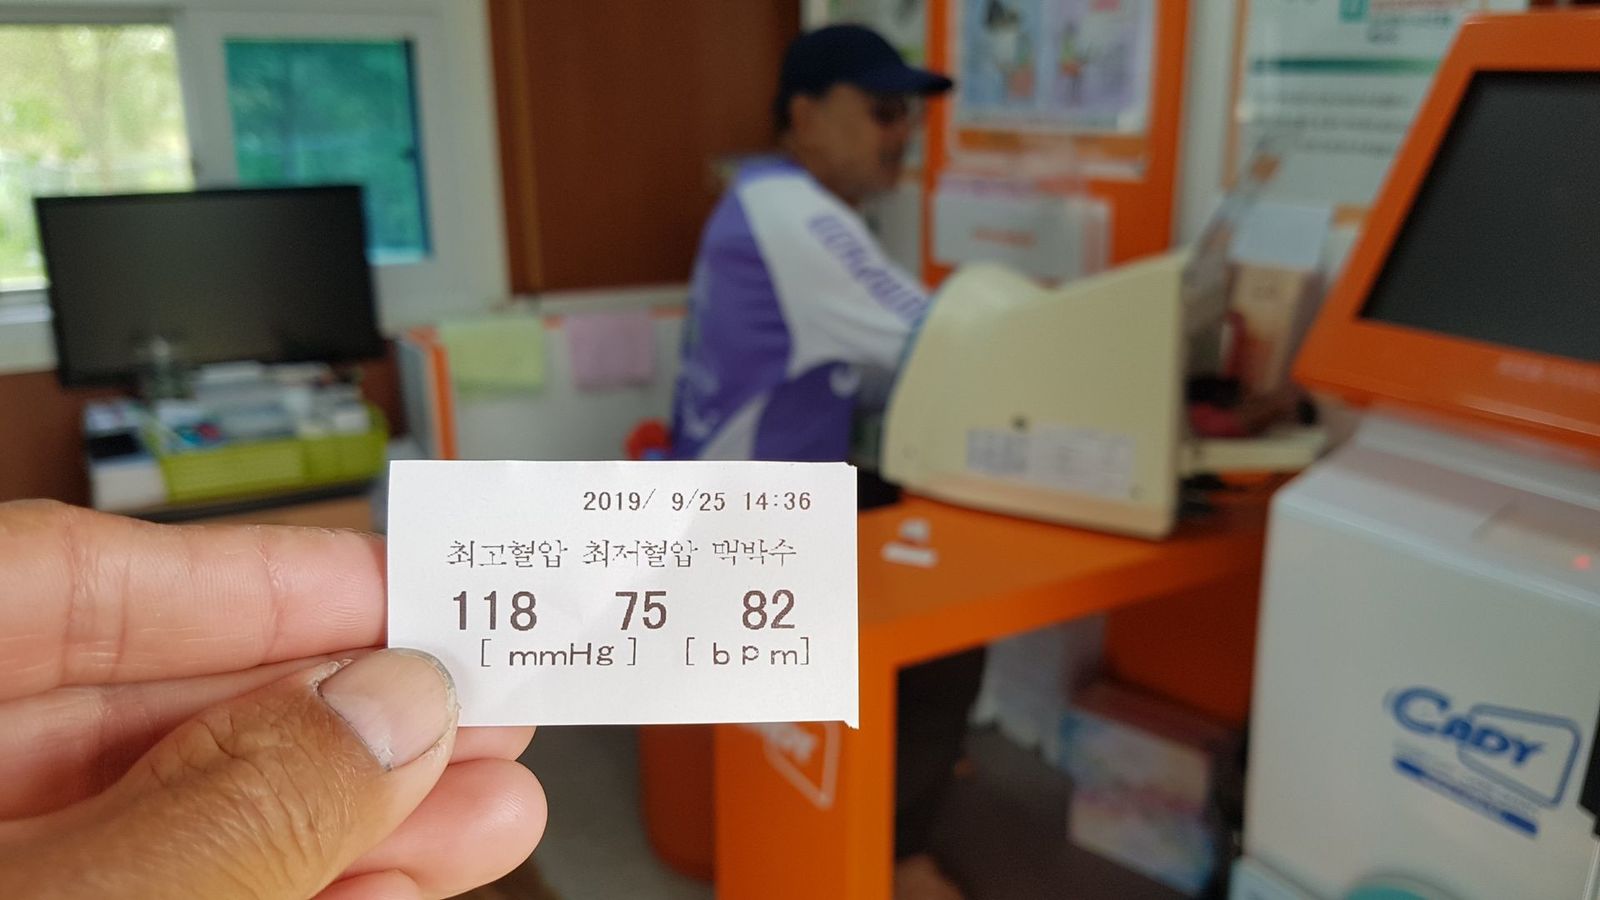 2019/ 9/25 14:36
최고혈압 최저혈압 맥박수
118 75 82
[ mmHg ] [ bpm]
CADY